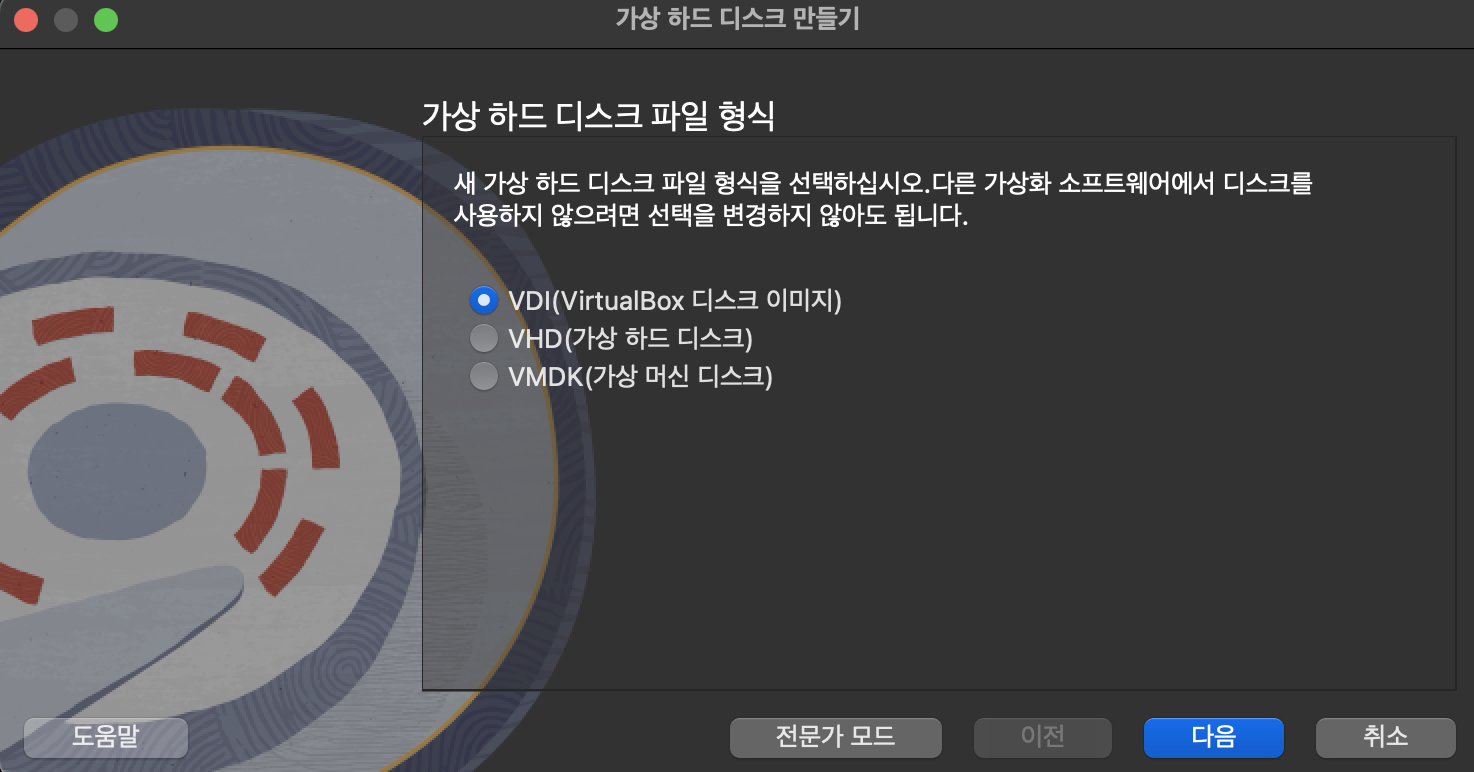 가상 하드 디스크 만들기
가상 하드 디스크 파일 형식
새 가상 하드 디스크 파일 형식을 선택하십시오.다른 가상화 소프트웨어에서 디스크를
사용하지 않으려면 선택을 변경하지 않아도 됩니다.
VDI(VirtualBox 디스크 이미지)
VHD(가상 하드 디스크)
VMDK(가상 머신 디스크)
도움말
전문가 모드
이전
다음
취소